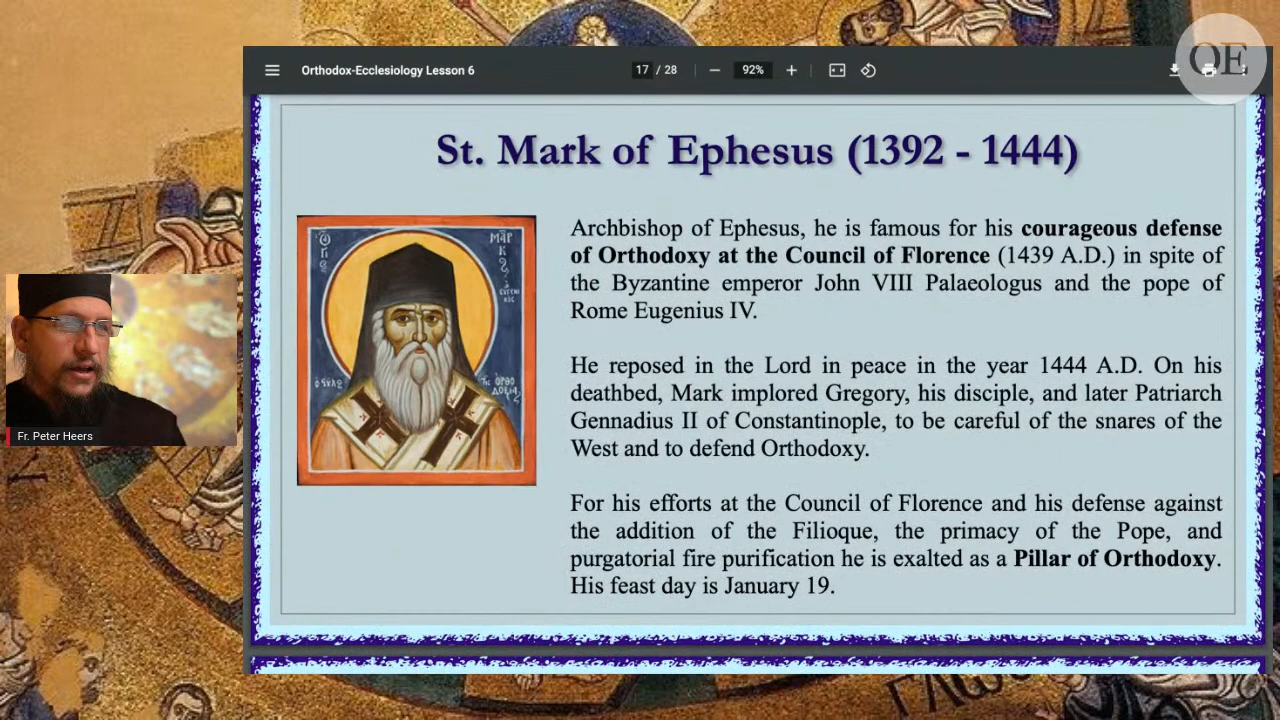 Orthodox-Ecclesiology Lesson 6
17 / 28
92%
OE
St. Mark of Ephesus (1392 - 1444)
Archbishop of Ephesus, he is famous for his courageous defense
of Orthodoxy at the Council of Florence (1439 A.D.) in spite of
the Byzantine emperor John VIII Palaeologus and the pope of
Rome Eugenius IV.
He reposed in the Lord in peace in the year 1444 A.D. On his
deathbed, Mark implored Gregory, his disciple, and later Patriarch
Gennadius II of Constantinople, to be careful of the snares of the
West and to defend Orthodoxy.
For his efforts at the Council of Florence and his defense against
the addition of the Filioque, the primacy of the Pope, and
purgatorial fire purification he is exalted as a Pillar of Orthodoxy.
His feast day is January 19.
ΜᾶΡ
Κ
Fr. Peter Heers